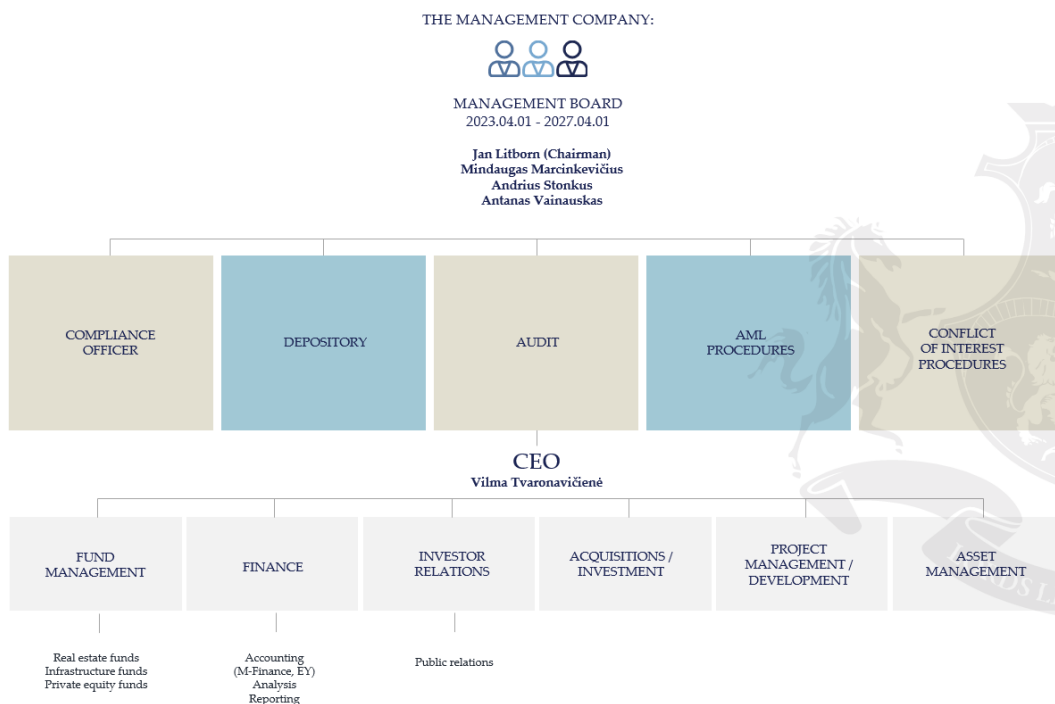 THE MANAGEMENT COMPANY:
MANAGEMENT BOARD
2023.04.01 - 2027.04.01
Jan Litborn (Chairman)
Mindaugas Marcinkevičius
Andrius Stonkus
Antanas Vainauskas
COMPLIANCE
OFFICER
DEPOSITORY
AUDIT
AML
PROCEDURES
CONFLICT
OF INTEREST
PROCEDURES
CEO
Vilma Tvaronavičienė
FUND
MANAGEMENT
FINANCE
INVESTOR
RELATIONS
ACQUISITIONS /
INVESTMENT
PROJECT
MANAGEMENT /
DEVELOPMENT
ASSET
MANAGEMENT
Real estate funds
Infrastructure funds
Private equity funds
Accounting
(M-Finance, EY)
Analysis
Reporting
Public relations